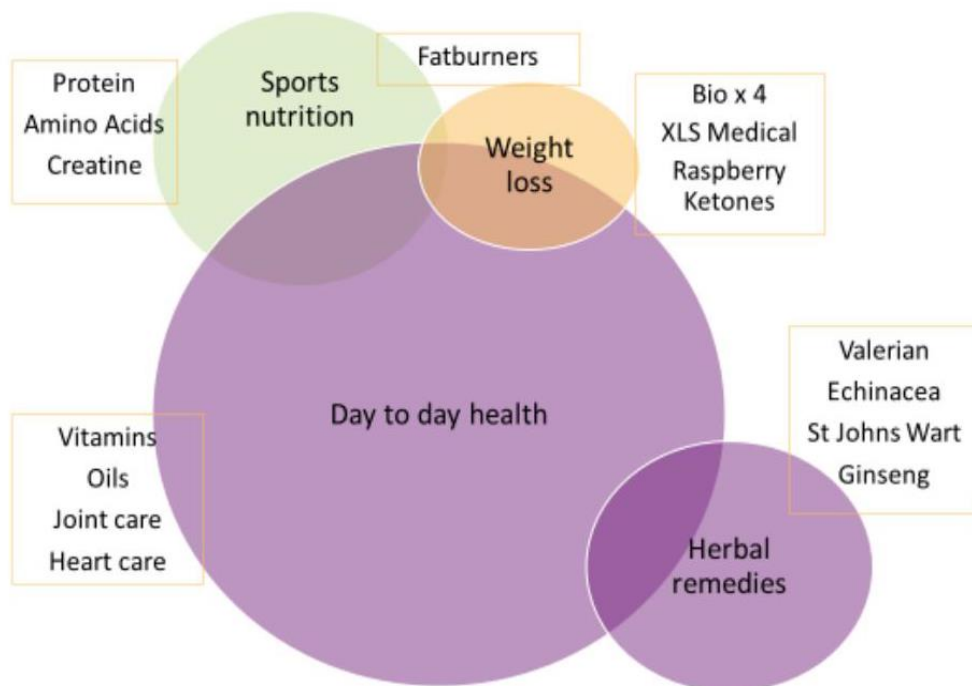 Fatburners
Protein
Amino Acids
Creatine
Sports
nutrition
Weight
loss
Bio x 4
XLS Medical
Raspberry
Ketones
Day to day health
Valerian
Echinacea
St Johns Wart
Ginseng
Vitamins
Oils
Joint care
Heart care
Herbal
remedies